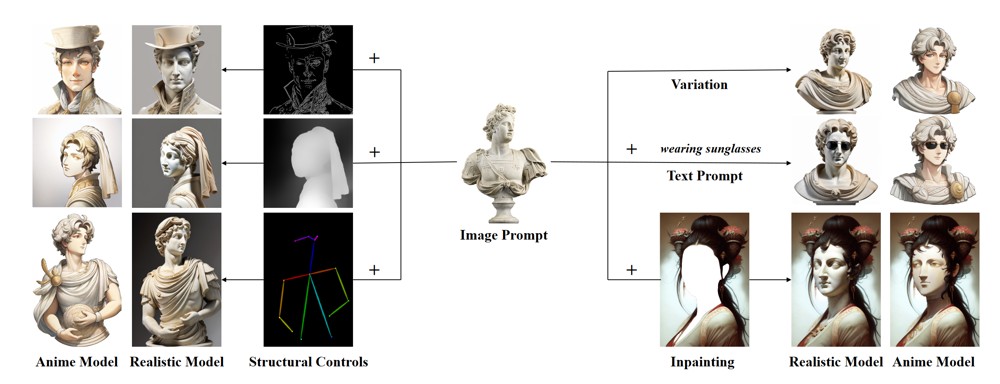 +
Variation
+
+
wearing sunglasses
Text Prompt
Image Prompt
+
+
Anime Model
Realistic Model
Structural Controls
Inpainting
Realistic Model
Anime Model